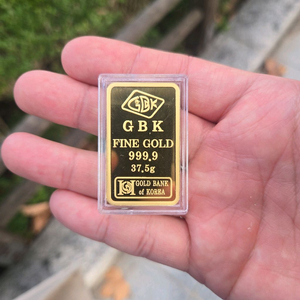 GBK
GBK
FINE GOLD
999.9
37.5g
GOLD BANK
of KOREA